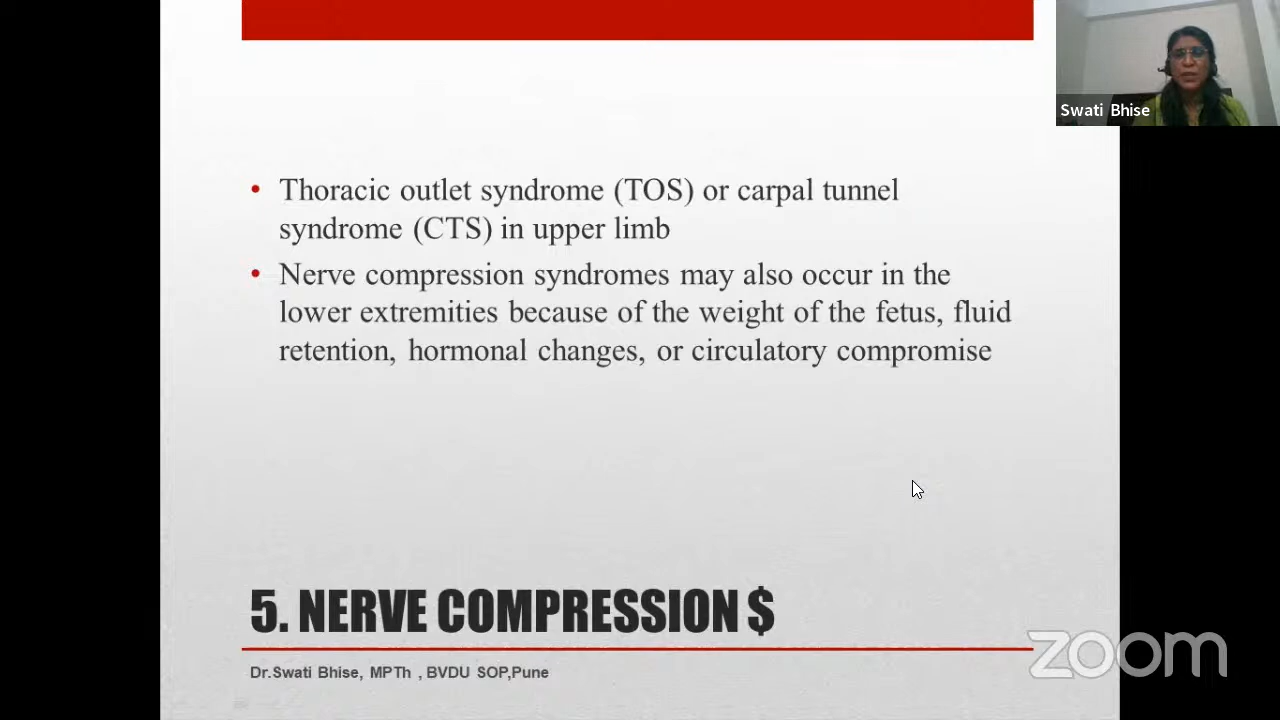 Swati Bhise
• Thoracic outlet syndrome (TOS) or carpal tunnel
syndrome (CTS) in upper limb
• Nerve compression syndromes may also occur in the
lower extremities because of the weight of the fetus, fluid
retention, hormonal changes, or circulatory compromise
5. NERVE COMPRESSION $
Dr.Swati Bhise, MPTh , BVDU SOP,Pune
zoom